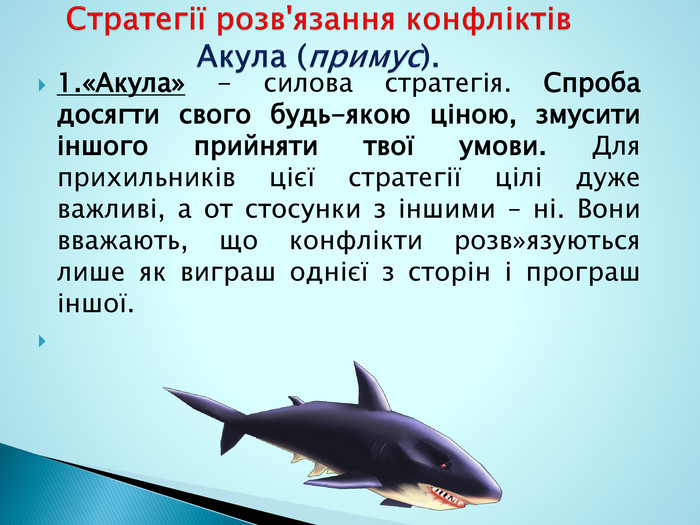 Стратегії розв'язання конфліктів
Акула (примус).
1.«Акула» – силова стратегія. Спроба
досягти свого будь-якою ціною, змусити
іншого прийняти твої умови. Для
прихильників цієї стратегії цілі дуже
важливі, а от стосунки з іншими – ні. Вони
вважають, що конфлікти розв»язуються
лише як виграш однієї з сторін і програш
іншої.